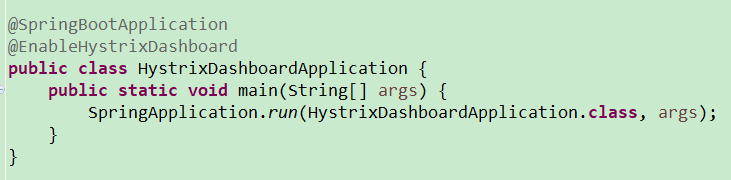 @SpringBootApplication
@EnableHystrixDashboard
public class HystrixDashboardApplication {
    public static void main(String[] args) {
        SpringApplication.run(HystrixDashboardApplication.class, args);
    }
}